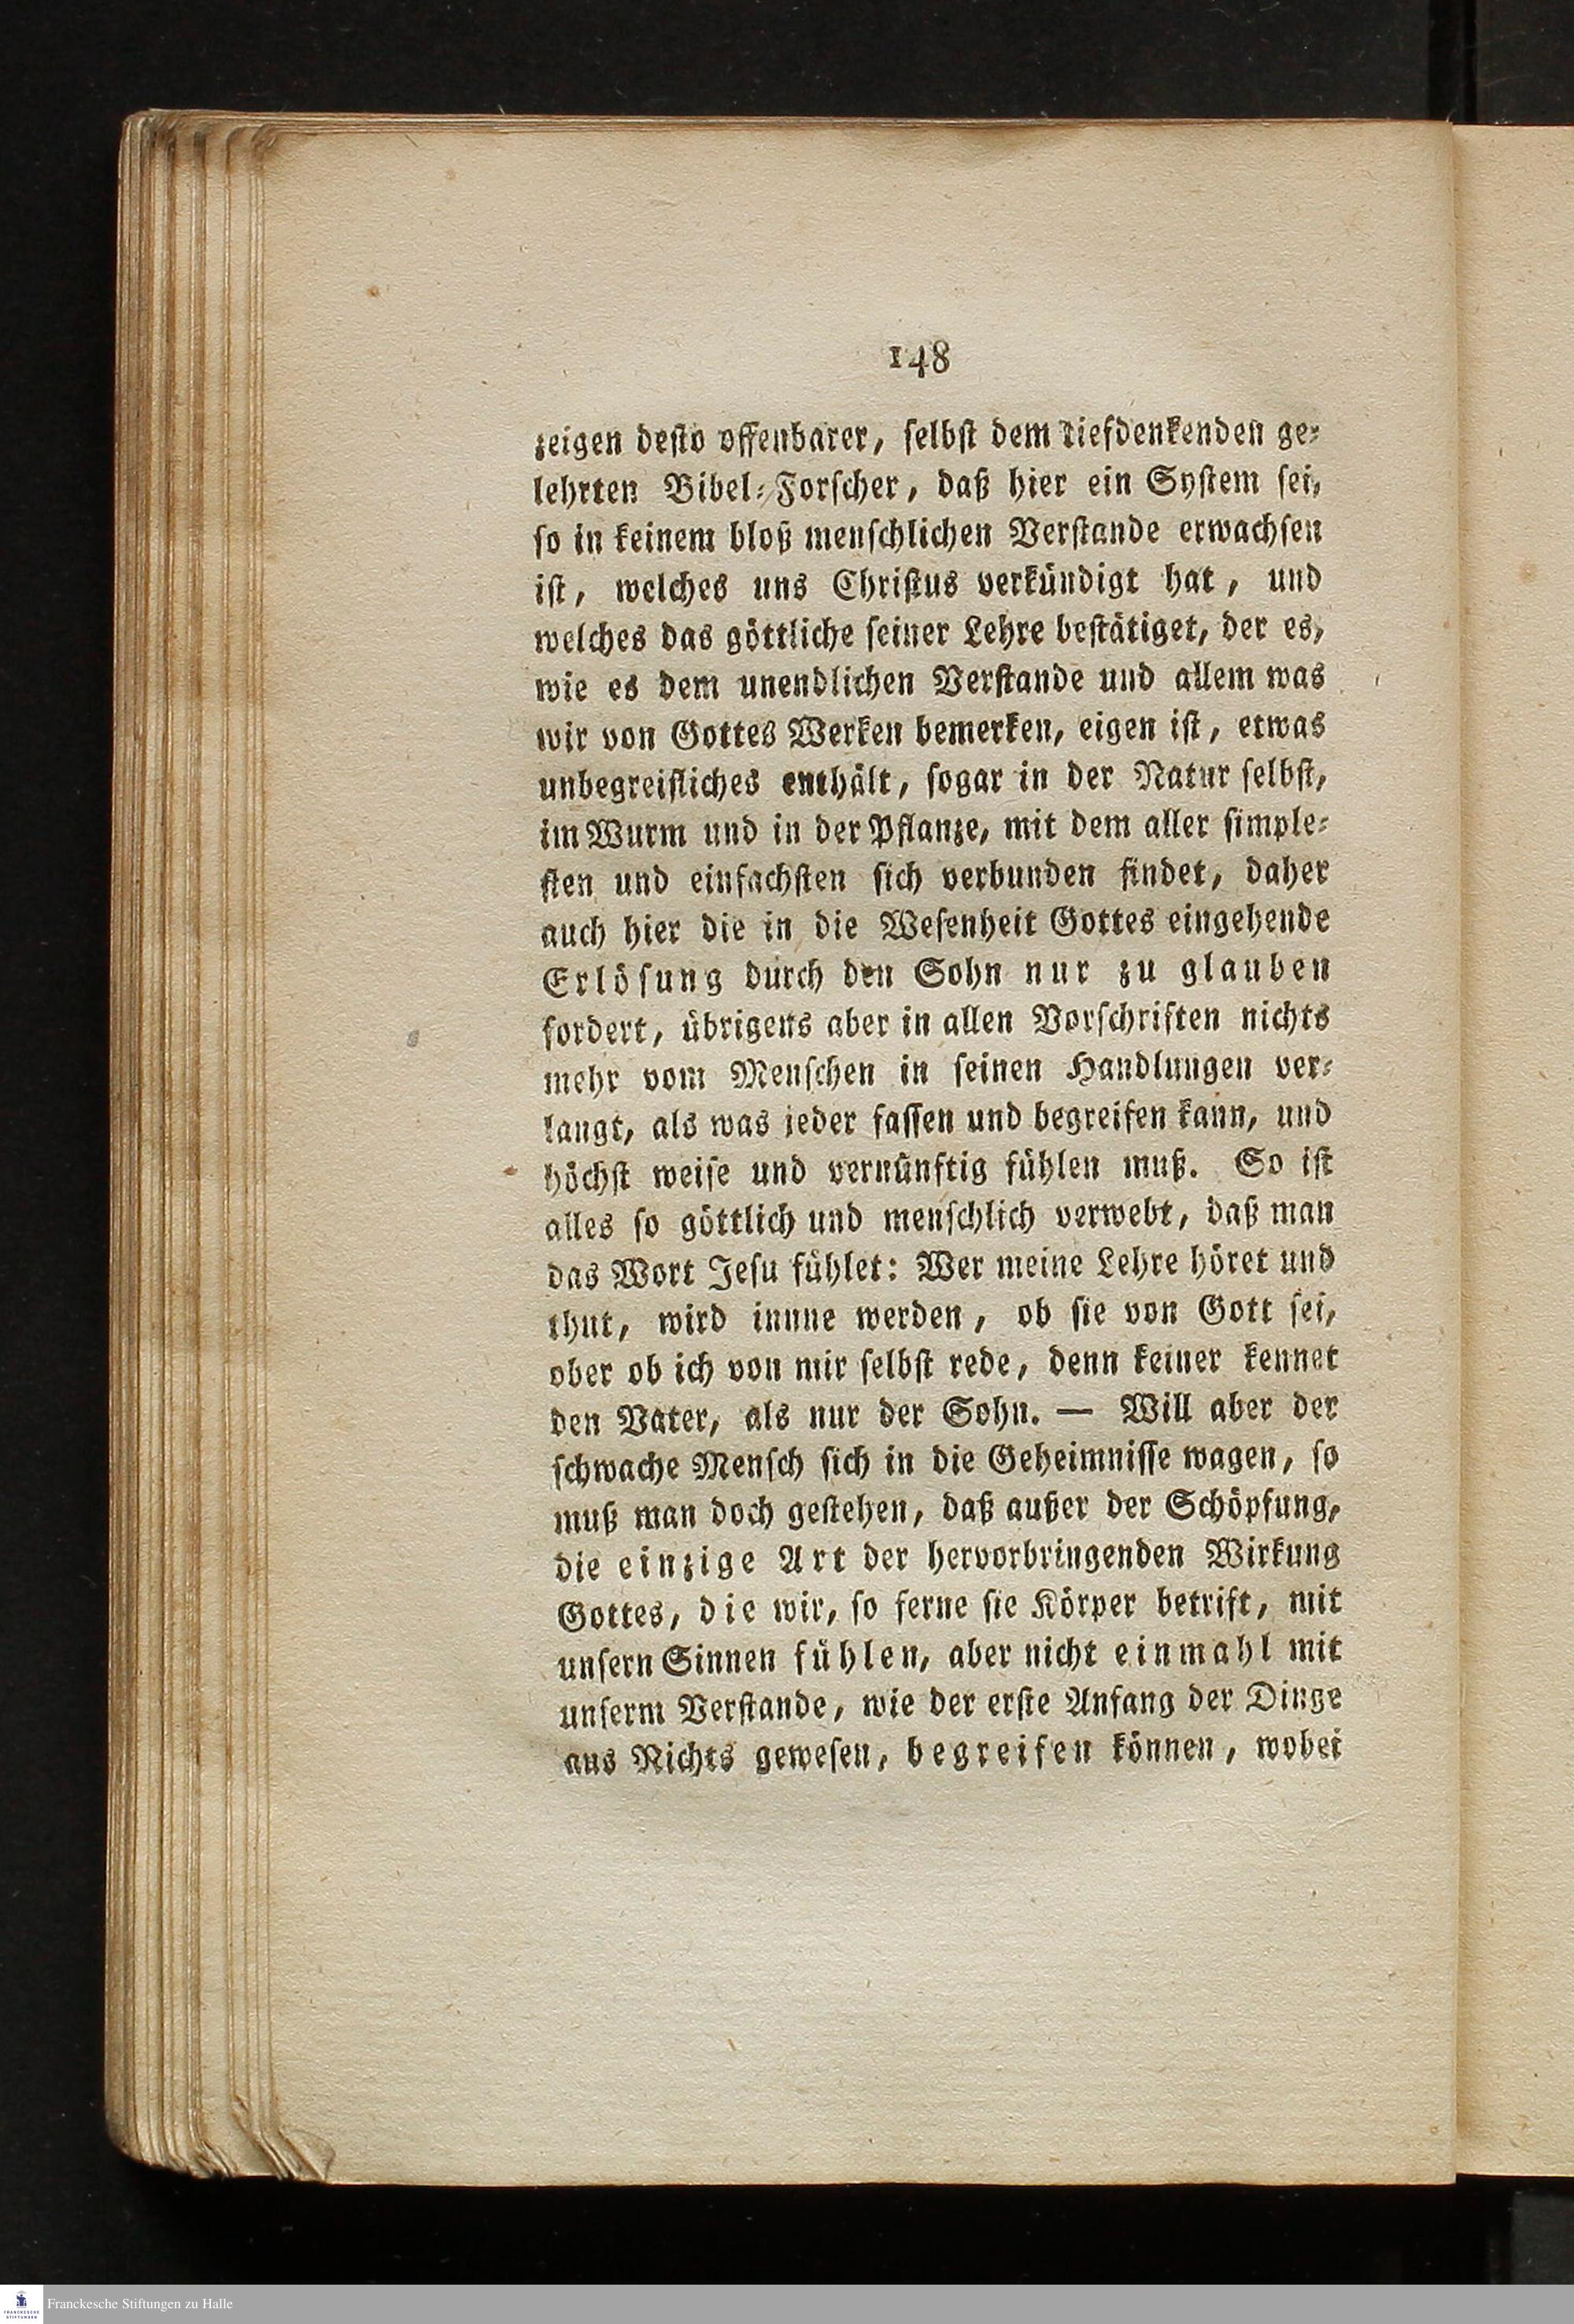 148
zeigen deſto offenbarer, ſelbſt dem tiefdenkenden ge⸗
lehrten Bibel⸗Forſcher, daß hier ein Syſtem ſei,
ſo in keinem bloß menſchlichen Verſtande erwachſen
iſt, welches uns Chriſtus verkündigt hat, und
welches das göttliche ſeiner Lehre beſtätiget, der es,
wie es dem unendlichen Verſtande und allem was
wir von Gottes Werken bemerken, eigen iſt, etwas
unbegreifliches enthält, ſogar in der Natur ſelbſt,
im Wurm und in der Pflanze, mit dem aller ſimple⸗
ſten und einfachſten ſich verbunden findet, daher
auch hier die in die Weſenheit Gottes eingehende
Erlöſung durch den Sohn nur zu glauben
fordert, übrigens aber in allen Vorſchriften nichts
mehr vom Menſchen in ſeinen Handlungen ver⸗
langt, als was jeder faſſen und begreifen kann, und
höchſt weiſe und vernünftig fühlen muß. So iſt
alles ſo göttlich und menſchlich verwebt, daß man
das Wort Jeſu fühlet: Wer meine Lehre höret und
thut, wird innne werden, ob ſie von Gott ſei,
ober ob ich von mir ſelbſt rede, denn keiner kennet
den Vater, als nur der Sohn. — Will aber der
ſchwache Menſch ſich in die Geheimniſſe wagen, ſo
muß man doch geſtehen, daß außer der Schöpfung,
die einzige Art der hervorbringenden Wirkung
Gottes, die wir, ſo ferne ſie Körper betrift, mit
unſern Sinnen fühlen, aber nicht einmahl mit
unſerm Verſtande, wie der erſte Anfang der Dinge
aus Nichts geweſen, begreifen können, wobei
FRANCKESCHE
STIFTUNGEN
Franckesche Stiftungen zu Halle